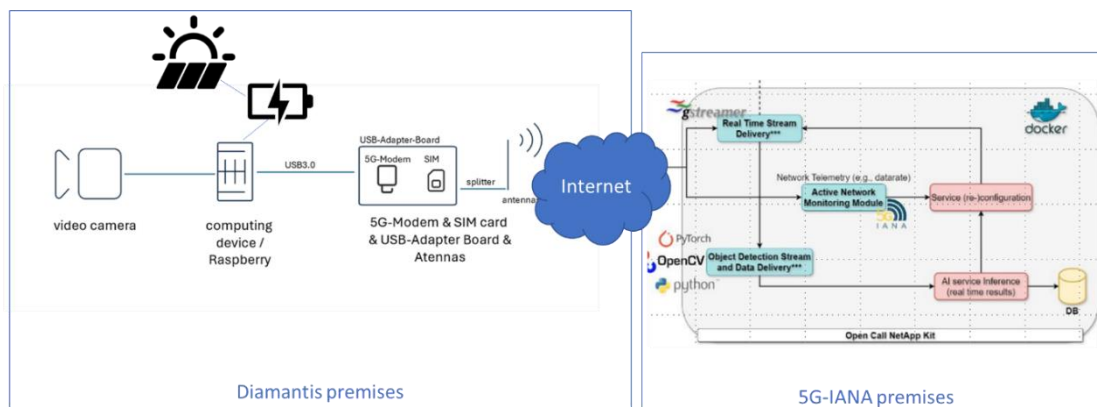 USB-Adapter-Board
5G-Modem
SIM
USB3.0
splitter
antenna
video camera
computing
device /
Raspberry
5G-Modem & SIM card
& USB-Adapter Board &
Atennas
Internet
Diamantis premises
gstreamer
Real Time Stream
Delivery***
docker
Network Telemetry (e.g., datarate)
Active Network
Monitoring Module
5G
IANA
Service (re-)configuration
PyTorch
OpenCV
python
Object Detection Stream
and Data Delivery***
AI service Inference
(real time results)
DB
Open Call NetApp Kit
5G-IANA premises